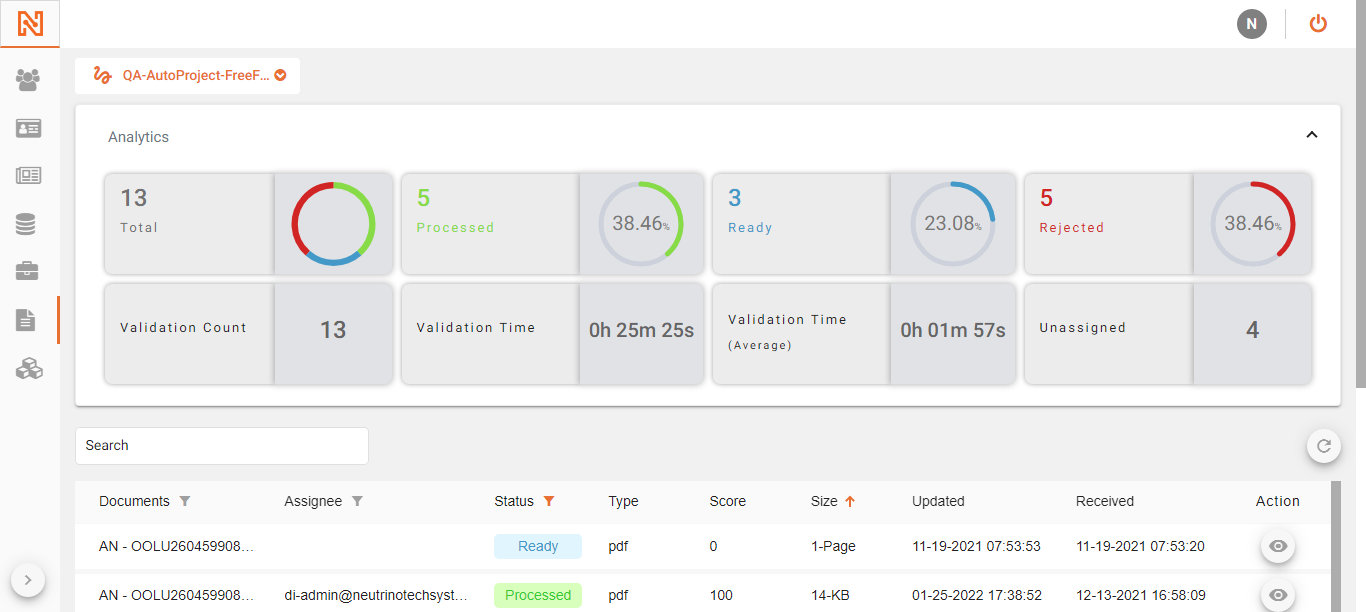 N
QA-AutoProject-FreeF...
Analytics
13
Total
5
Processed
38.46%
3
Ready
23.08%
5
Rejected
38.46%
Validation Count
13
Validation Time
0h 25m 25s
Validation Time
(Average)
0h 01m 57s
Unassigned
4
Search
Documents Assignee Status Type Score Size Updated Received Action
AN - OOLU260459908... Ready pdf 0 1-Page 11-19-2021 07:53:53 11-19-2021 07:53:20
AN - OOLU260459908... di-admin@neutrinotechsyst... Processed pdf 100 14-KB 01-25-2022 17:38:52 12-13-2021 16:58:09